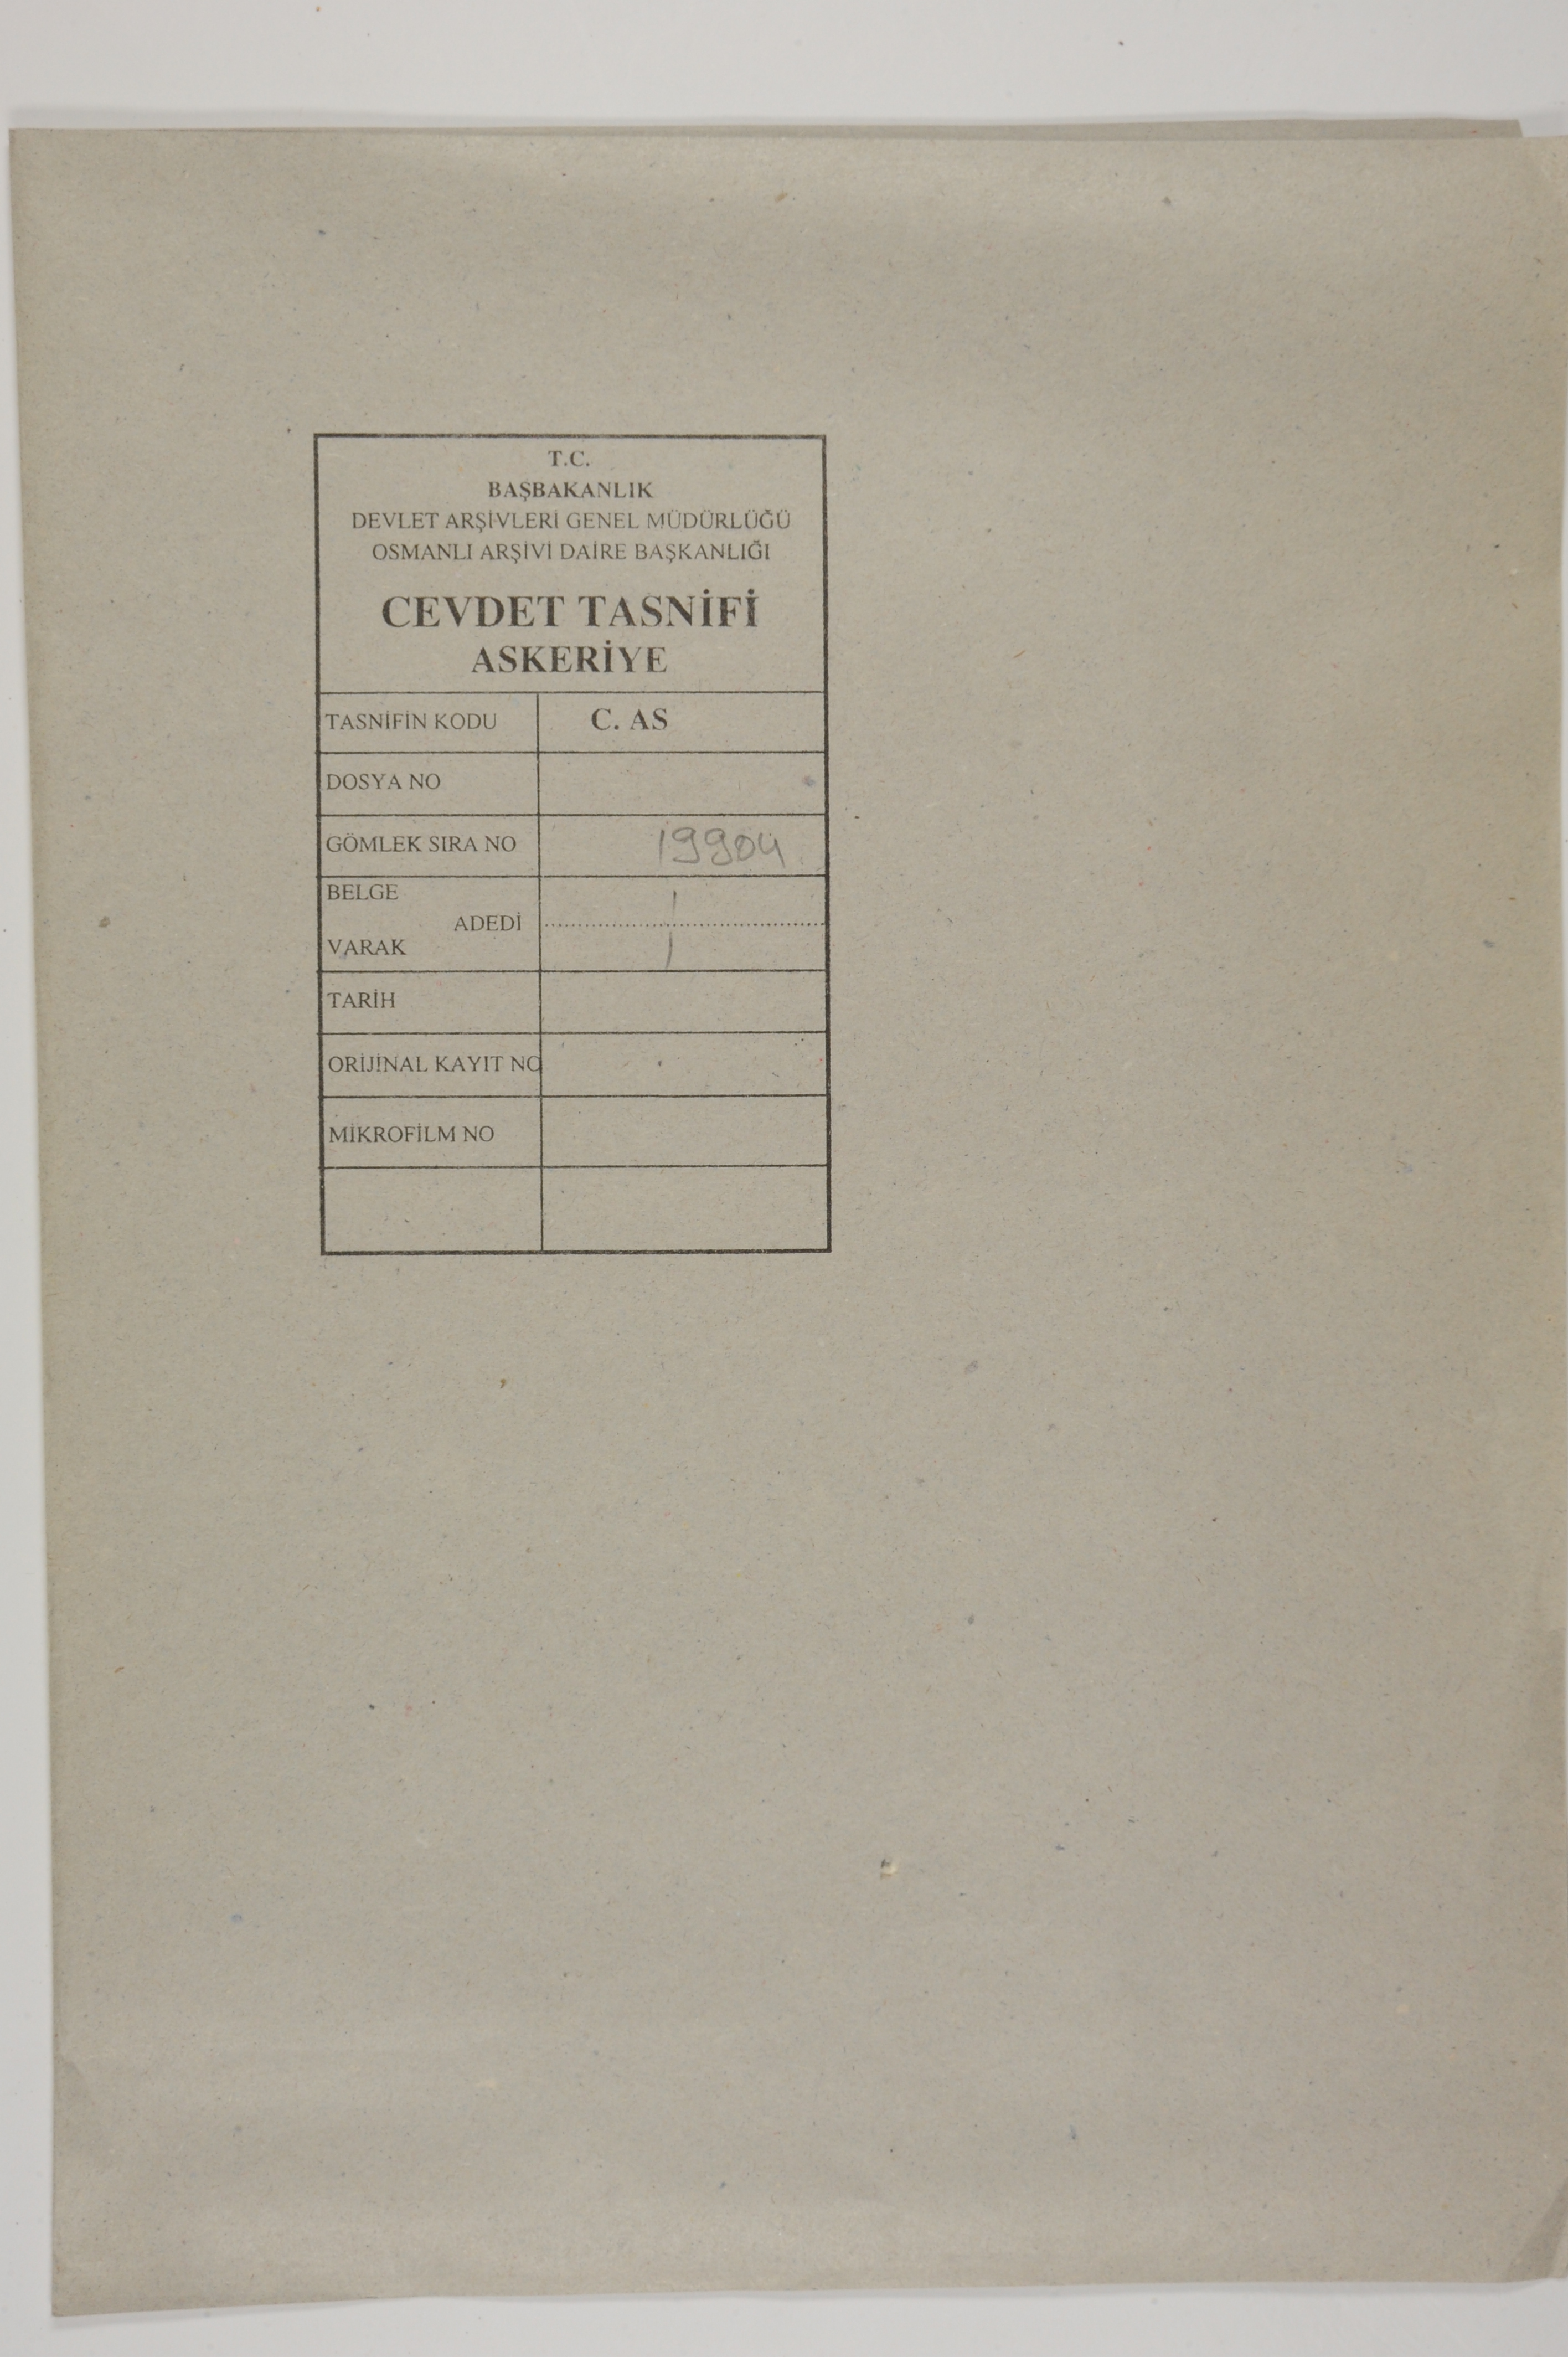 T.C.
BAŞBAKANLIK
DEVLET ARŞİVLERİ GENEL MÜDÜRLÜĞÜ
OSMANLI ARŞİVİ DAİRE BAŞKANLIĞI
CEVDET TASNİFİ
ASKERİYE
TASNİFİN KODU C. AS
DOSYA NO
GÖMLEK SIRA NO 19904
BELGE 1
ADEDİ
VARAK 1
TARİH
ORİJİNAL KAYIT NO
MİKROFİLM NO